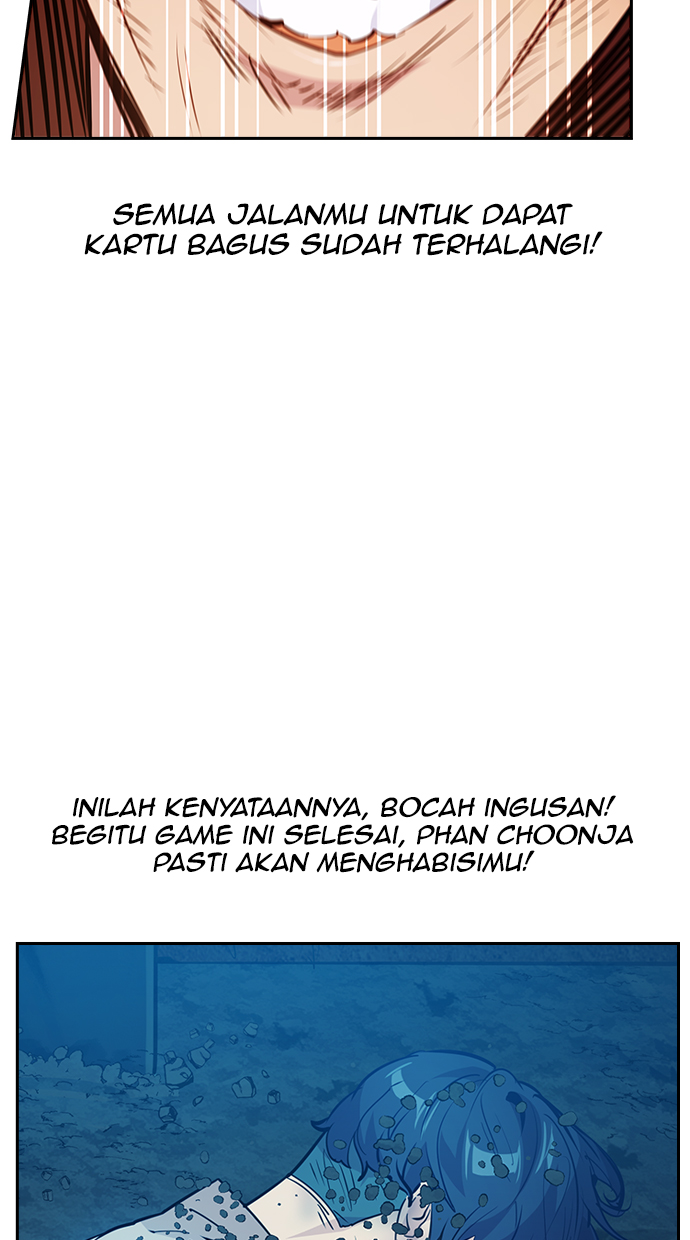 SEMUA JALANMU UNTUK DAPAT
KARTU BAGUS SUDAH TERHALANGI!
INILAH KENYATAANNYA, BOCAH INGUSAN!
BEGITU GAME INI SELESAI, PHAN CHOONJA
PASTI AKAN MENGHABISIMU!